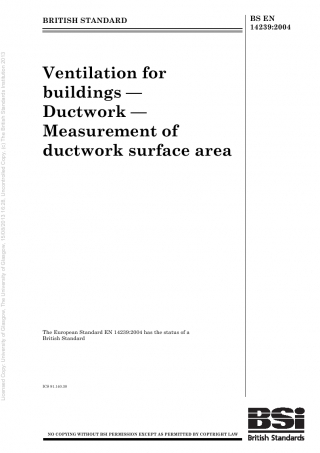 BRITISH STANDARD
BS EN
14239:2004
Ventilation for
buildings —
Ductwork —
Measurement of
ductwork surface area
The European Standard EN 14239:2004 has the status of a
British Standard
ICS 91.140.30
NO COPYING WITHOUT BSI PERMISSION EXCEPT AS PERMITTED BY COPYRIGHT LAW
BSi
British Standards
Licensed Copy: University of Glasgow, The University of Glasgow,
Uncontrolled Copy, (c) The British Standards Institution 2013